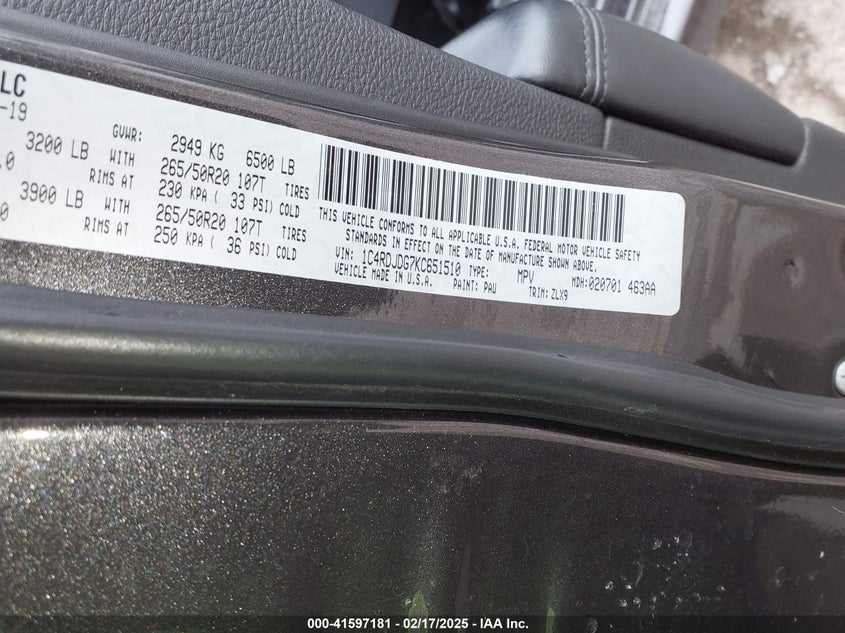 LC
-19
GVWR: 2949 KG 6500 LB
3200 LB WITH 265/50R20 107T TIRES
.0 RIMS AT 230 KPA ( 33 PSI) COLD
3900 LB WITH 265/50R20 107T TIRES
0 RIMS AT 250 KPA ( 36 PSI) COLD
THIS VEHICLE CONFORMS TO ALL APPLICABLE U.S.A. FEDERAL MOTOR VEHICLE SAFETY
STANDARDS IN EFFECT ON THE DATE OF MANUFACTURE SHOWN ABOVE.
VIN: 1C4RDJDG7KC651510 TYPE: MPV MDH:020701 463AA
VEHICLE MADE IN U.S.A. PAINT: PAU TRIM: ZLX9
000-41597181 - 02/17/2025 - IAA Inc.